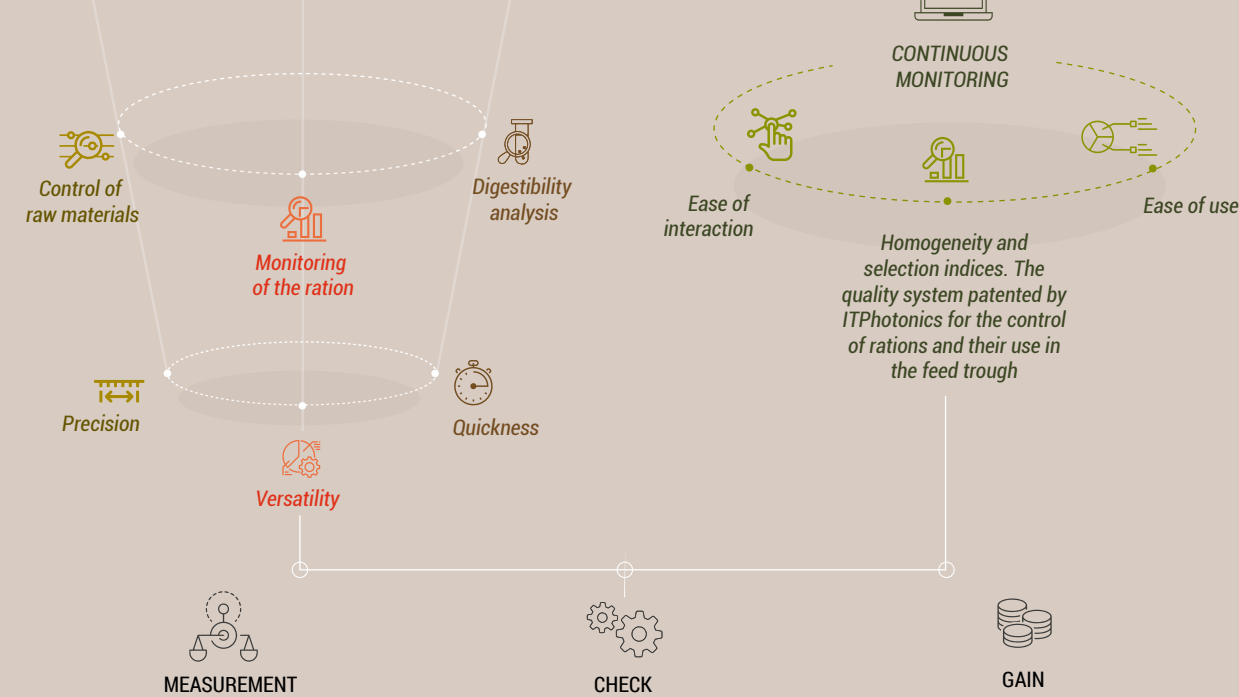 CONTINUOUS
MONITORING
Control of
raw materials
Digestibility
analysis
Monitoring
of the ration
Ease of
interaction
Ease of use
Homogeneity and
selection indices. The
quality system patented by
ITPhotonics for the control
of rations and their use in
the feed trough
Precision
Quickness
Versatility
MEASUREMENT
CHECK
GAIN